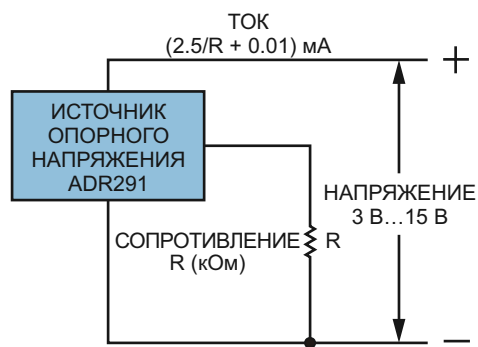 ТОК
(2.5/R + 0.01) мА
+
ИСТОЧНИК
ОПОРНОГО
НАПРЯЖЕНИЯ
ADR291
НАПРЯЖЕНИЕ
3 В...15 В
СОПРОТИВЛЕНИЕ
R (кОм)
R
—